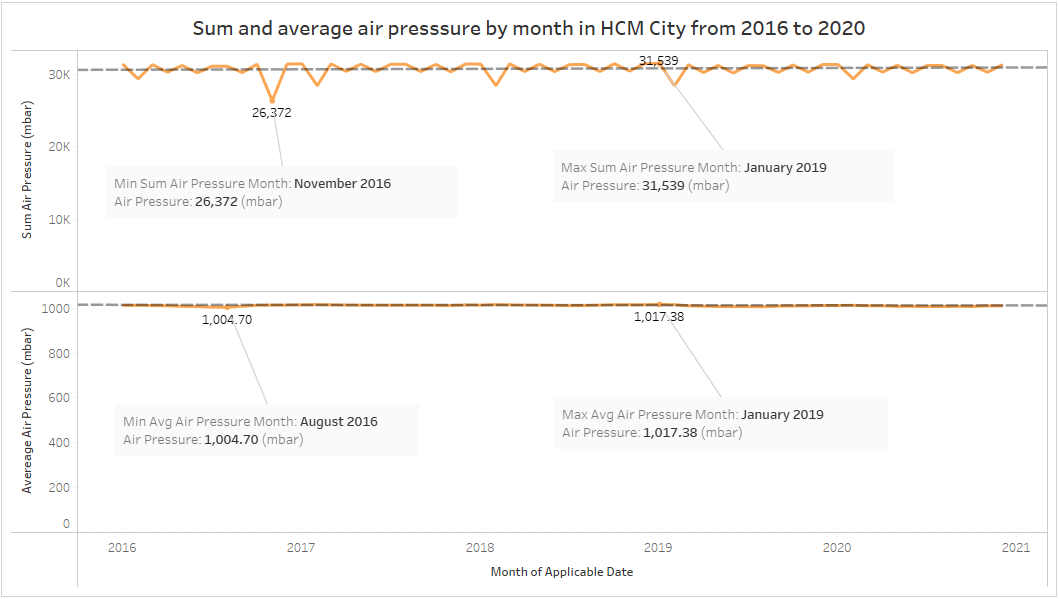 Sum and average air presssure by month in HCM City from 2016 to 2020
Sum Air Pressure (mbar)
30K
20K
10K
0K
26,372
31,539
Min Sum Air Pressure Month: November 2016
Air Pressure: 26,372 (mbar)
Max Sum Air Pressure Month: January 2019
Air Pressure: 31,539 (mbar)
Avereage Air Pressure (mbar)
1000
800
600
400
200
0
1,004.70
1,017.38
Min Avg Air Pressure Month: August 2016
Air Pressure: 1,004.70 (mbar)
Max Avg Air Pressure Month: January 2019
Air Pressure: 1,017.38 (mbar)
2016 2017 2018 2019 2020 2021
Month of Applicable Date